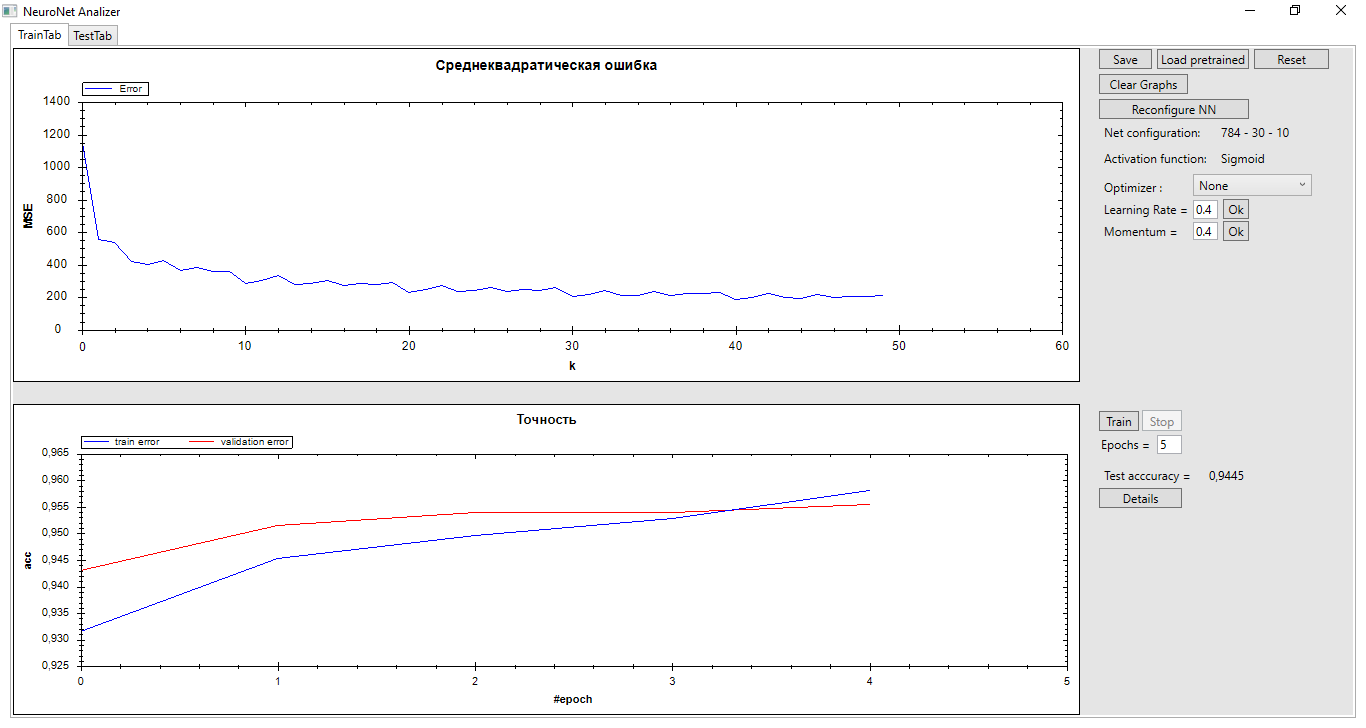 NeuroNet Analizer
TrainTab TestTab
Среднеквадратическая ошибка
Error
1400
1200
1000
800
600
400
200
0
MSE
0 10 20 30 40 50 60
k
Save Load pretrained Reset
Clear Graphs
Reconfigure NN
Net configuration: 784 - 30 - 10
Activation function: Sigmoid
Optimizer : None
Learning Rate = 0.4 Ok
Momentum = 0.4 Ok
Точность
train error validation error
0,965
0,960
0,955
0,950
0,945
0,940
0,935
0,930
0,925
acc
0 1 2 3 4 5
#epoch
Train Stop
Epochs = 5
Test acccuracy = 0,9445
Details